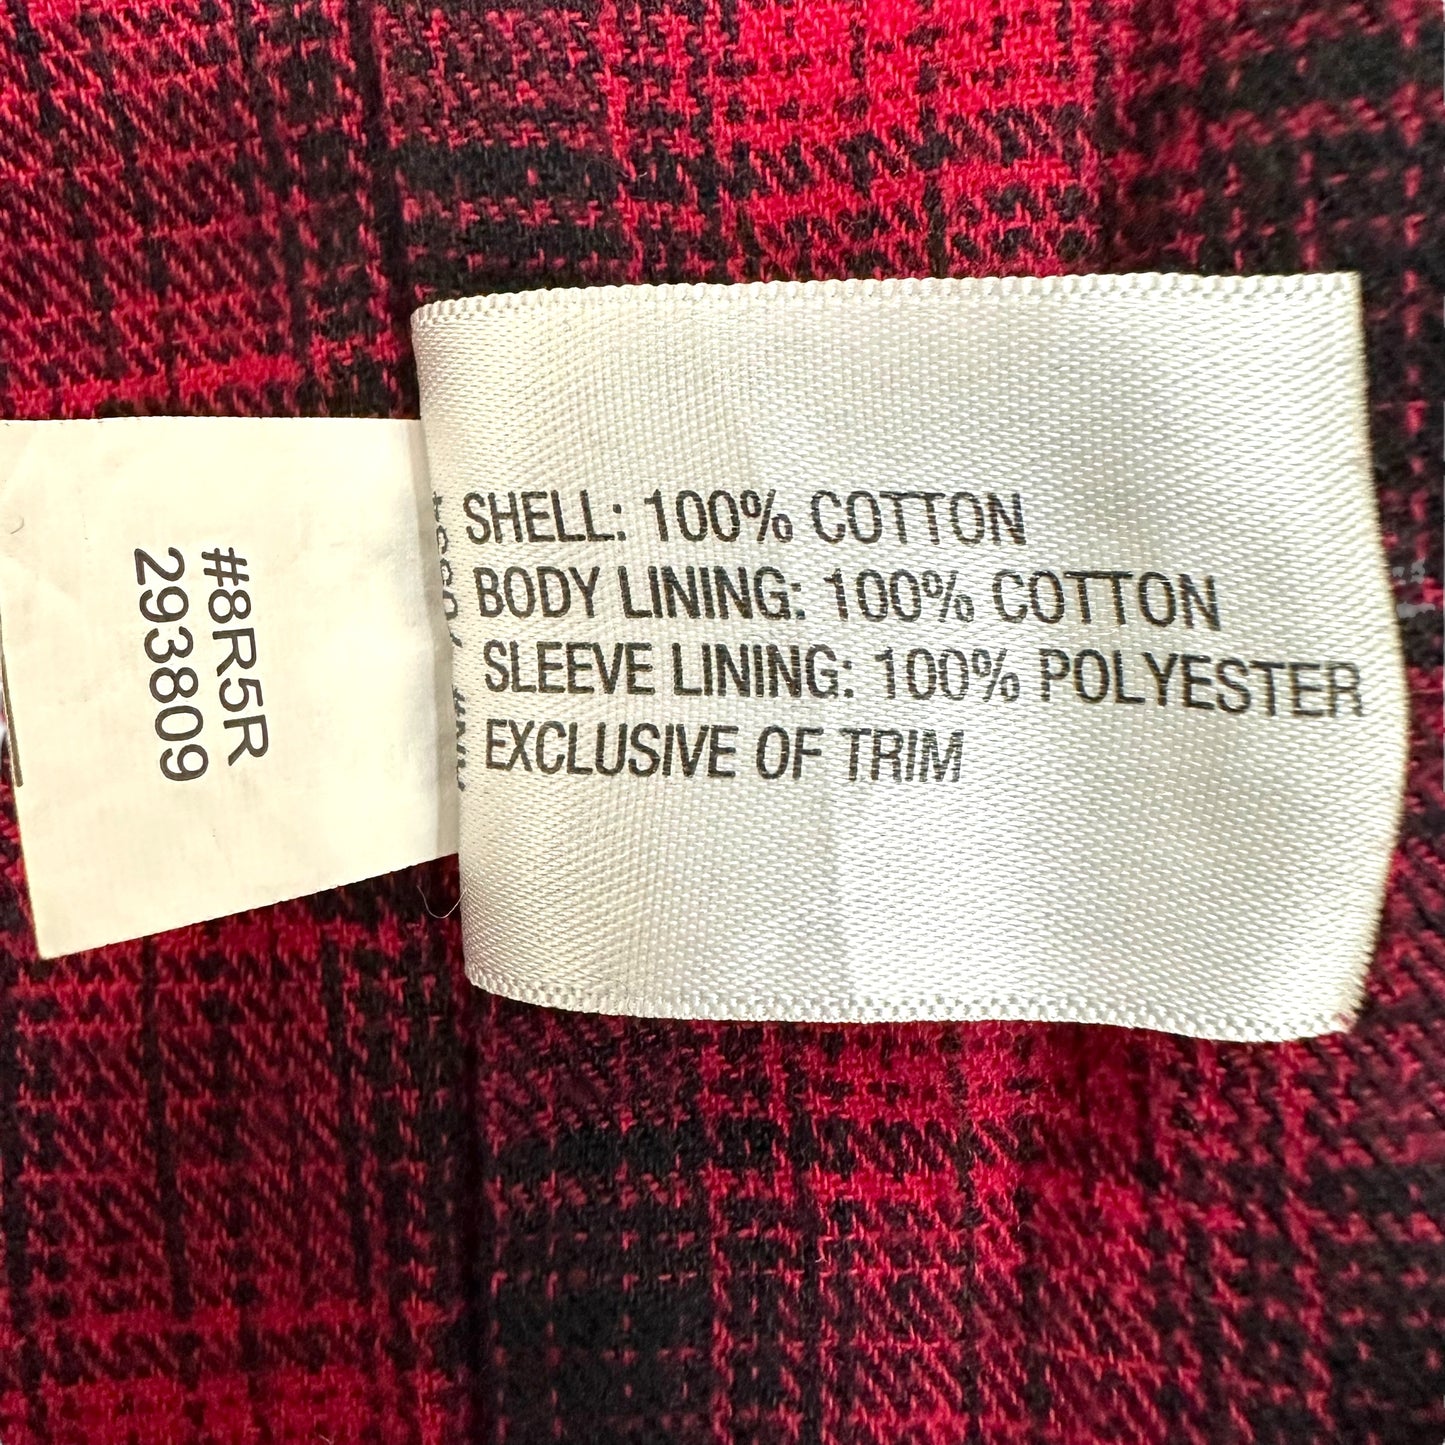 SHELL: 100% COTTON
BODY LINING: 100% COTTON
SLEEVE LINING: 100% POLYESTER
EXCLUSIVE OF TRIM
#8R5R
293809